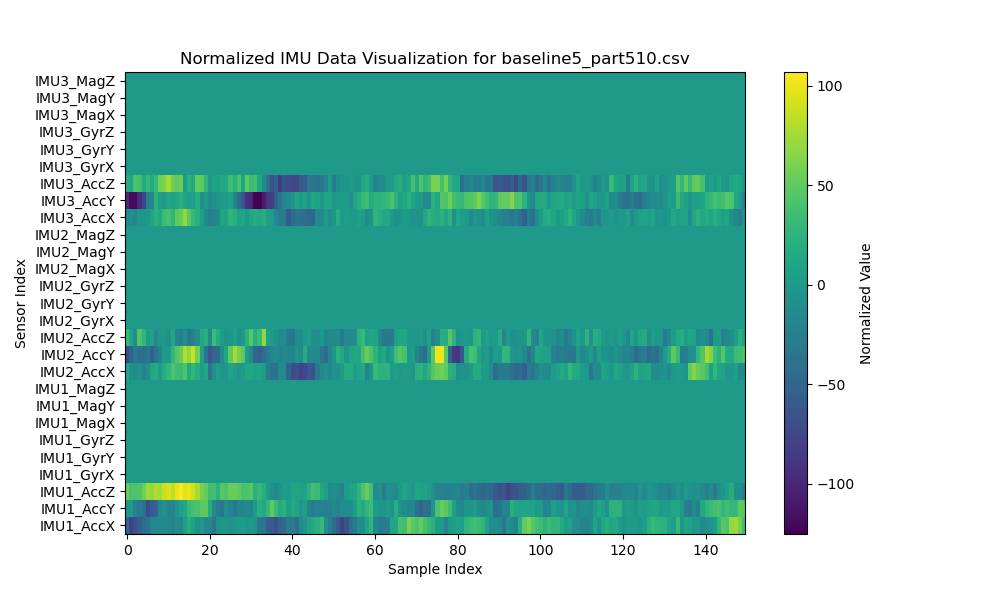 Normalized IMU Data Visualization for baseline5_part510.csv
IMU3_MagZ
IMU3_MagY
IMU3_MagX
IMU3_GyrZ
IMU3_GyrY
IMU3_GyrX
IMU3_AccZ
IMU3_AccY
IMU3_AccX
IMU2_MagZ
IMU2_MagY
IMU2_MagX
IMU2_GyrZ
IMU2_GyrY
IMU2_GyrX
IMU2_AccZ
IMU2_AccY
IMU2_AccX
IMU1_MagZ
IMU1_MagY
IMU1_MagX
IMU1_GyrZ
IMU1_GyrY
IMU1_GyrX
IMU1_AccZ
IMU1_AccY
IMU1_AccX
Sensor Index
0 20 40 60 80 100 120 140
Sample Index
100
50
0
−50
−100
Normalized Value